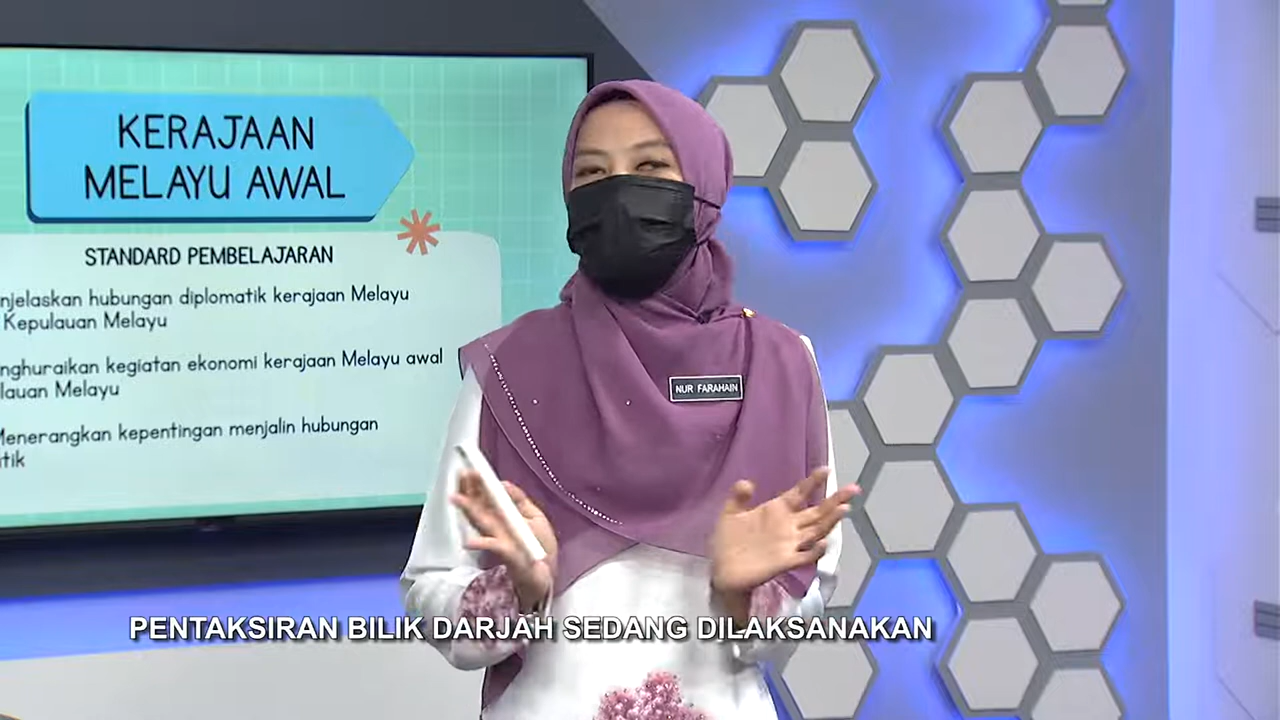 KERAJAAN
MELAYU AWAL
STANDARD PEMBELAJARAN
njelaskan hubungan diplomatik kerajaan Melayu
Kepulauan Melayu
nghuraikan kegiatan ekonomi kerajaan Melayu awal
lauan Melayu
Menerangkan kepentingan menjalin hubungan
tik
NUR FARAHAIN
PENTAKSIRAN BILIK DARJAH SEDANG DILAKSANAKAN